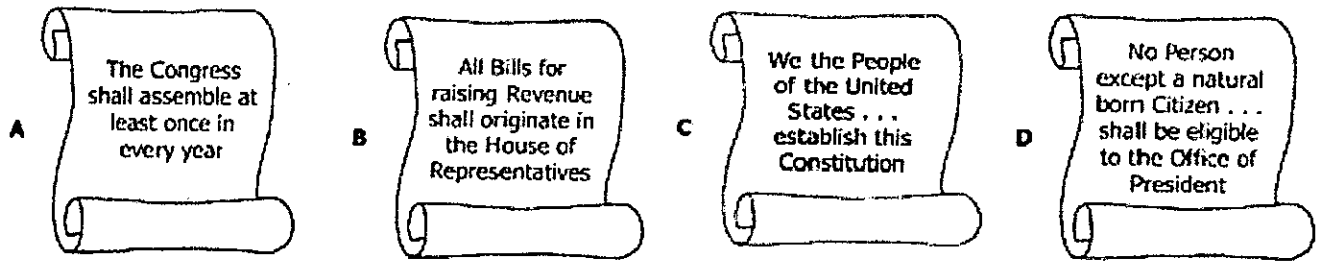 A
The Congress
shall assemble at
least once in
every year
B
All Bills for
raising Revenue
shall originate in
the House of
Representatives
C
We the People
of the United
States . . .
establish this
Constitution
D
No Person
except a natural
born Citizen . . .
shall be eligible
to the Office of
President